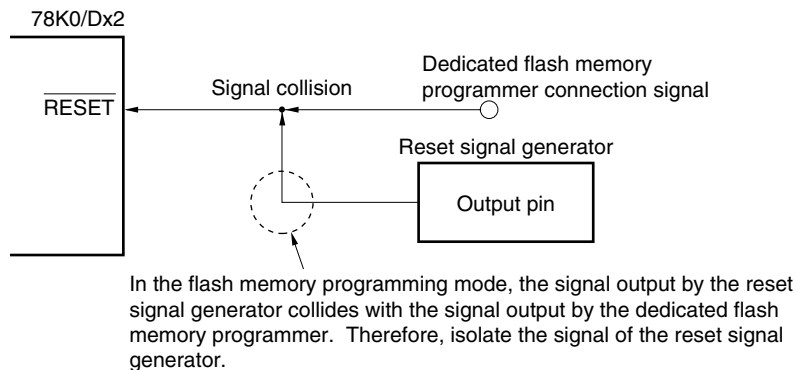 78K0/Dx2
Signal collision
Dedicated flash memory
programmer connection signal
RESET
Reset signal generator
Output pin
In the flash memory programming mode, the signal output by the reset
signal generator collides with the signal output by the dedicated flash
memory programmer.  Therefore, isolate the signal of the reset signal
generator.